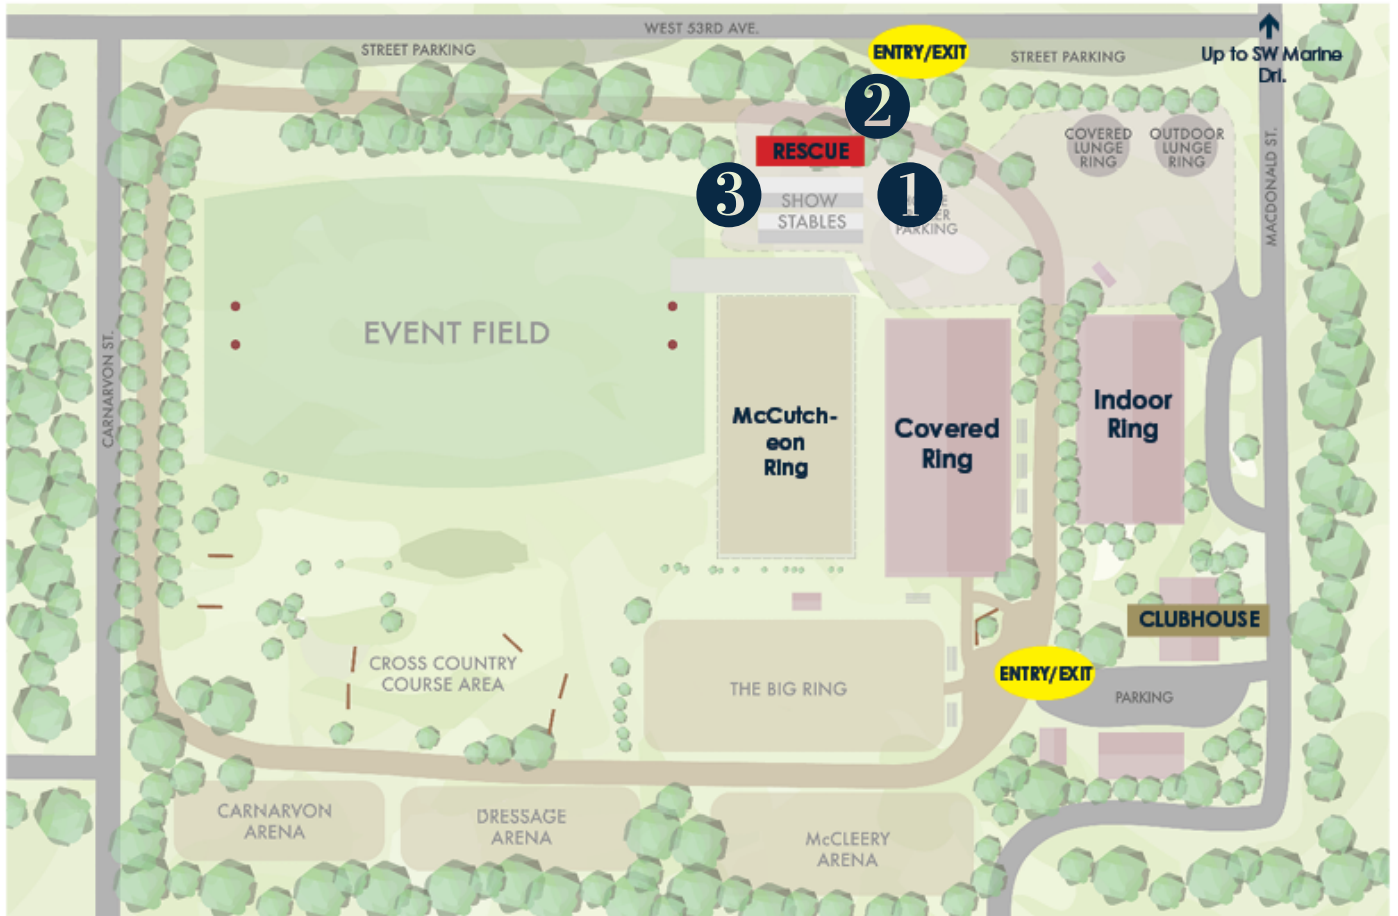 WEST 53RD AVE.
STREET PARKING
ENTRY/EXIT
STREET PARKING
Up to SW Marine
Dri.
2
COVERED
LUNGE
RING
OUTDOOR
LUNGE
RING
RESCUE
3
SHOW
STABLES
1
PARKING
MACDONALD ST.
CARNARVON ST.
EVENT FIELD
McCutch-
eon
Ring
Covered
Ring
Indoor
Ring
CLUBHOUSE
CROSS COUNTRY
COURSE AREA
THE BIG RING
ENTRY/EXIT
PARKING
CARNARVON
ARENA
DRESSAGE
ARENA
McCLEERY
ARENA